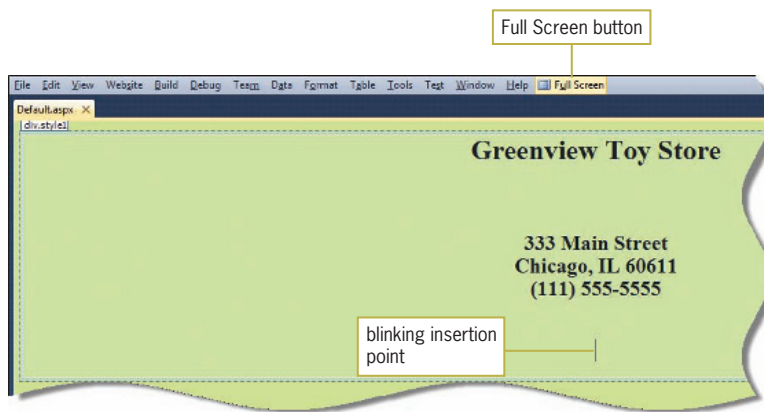 Full Screen button
File Edit View Website Build Debug Team Data Format Table Tools Test Window Help Full Screen
Default.aspx
div.style1
Greenview Toy Store
333 Main Street
Chicago, IL 60611
(111) 555-5555
blinking insertion
point